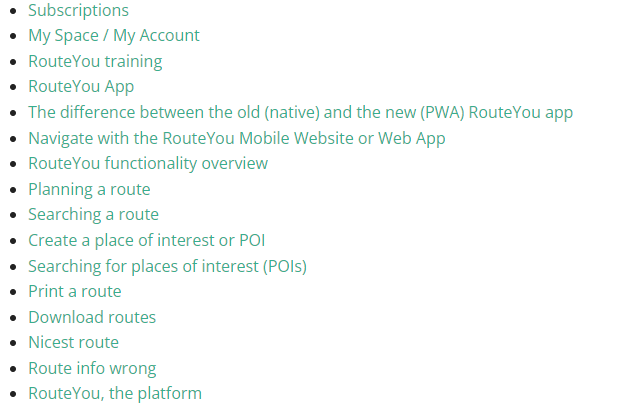 Subscriptions
My Space / My Account
RouteYou training
RouteYou App
The difference between the old (native) and the new (PWA) RouteYou app
Navigate with the RouteYou Mobile Website or Web App
RouteYou functionality overview
Planning a route
Searching a route
Create a place of interest or POI
Searching for places of interest (POIs)
Print a route
Download routes
Nicest route
Route info wrong
RouteYou, the platform